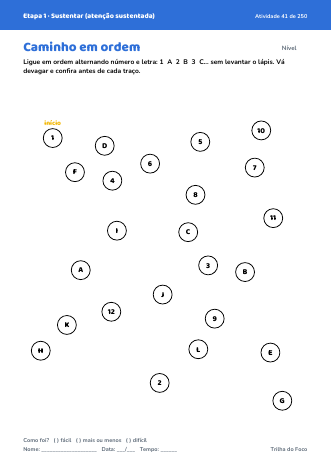 Etapa 1 · Sustentar (atenção sustentada)
Atividade 41 de 250
Caminho em ordem
Nível
Ligue em ordem alternando número e letra: 1 A 2 B 3 C... sem levantar o lápis. Vá
devagar e confira antes de cada traço.
início
1
D
5
10
F
4
6
7
8
I
C
11
A
3
B
J
K
12
9
H
L
E
2
G
Como foi? ( ) fácil ( ) mais ou menos ( ) difícil
Nome: ____________________ Data: ___/___ Tempo: ______
Trilha do Foco